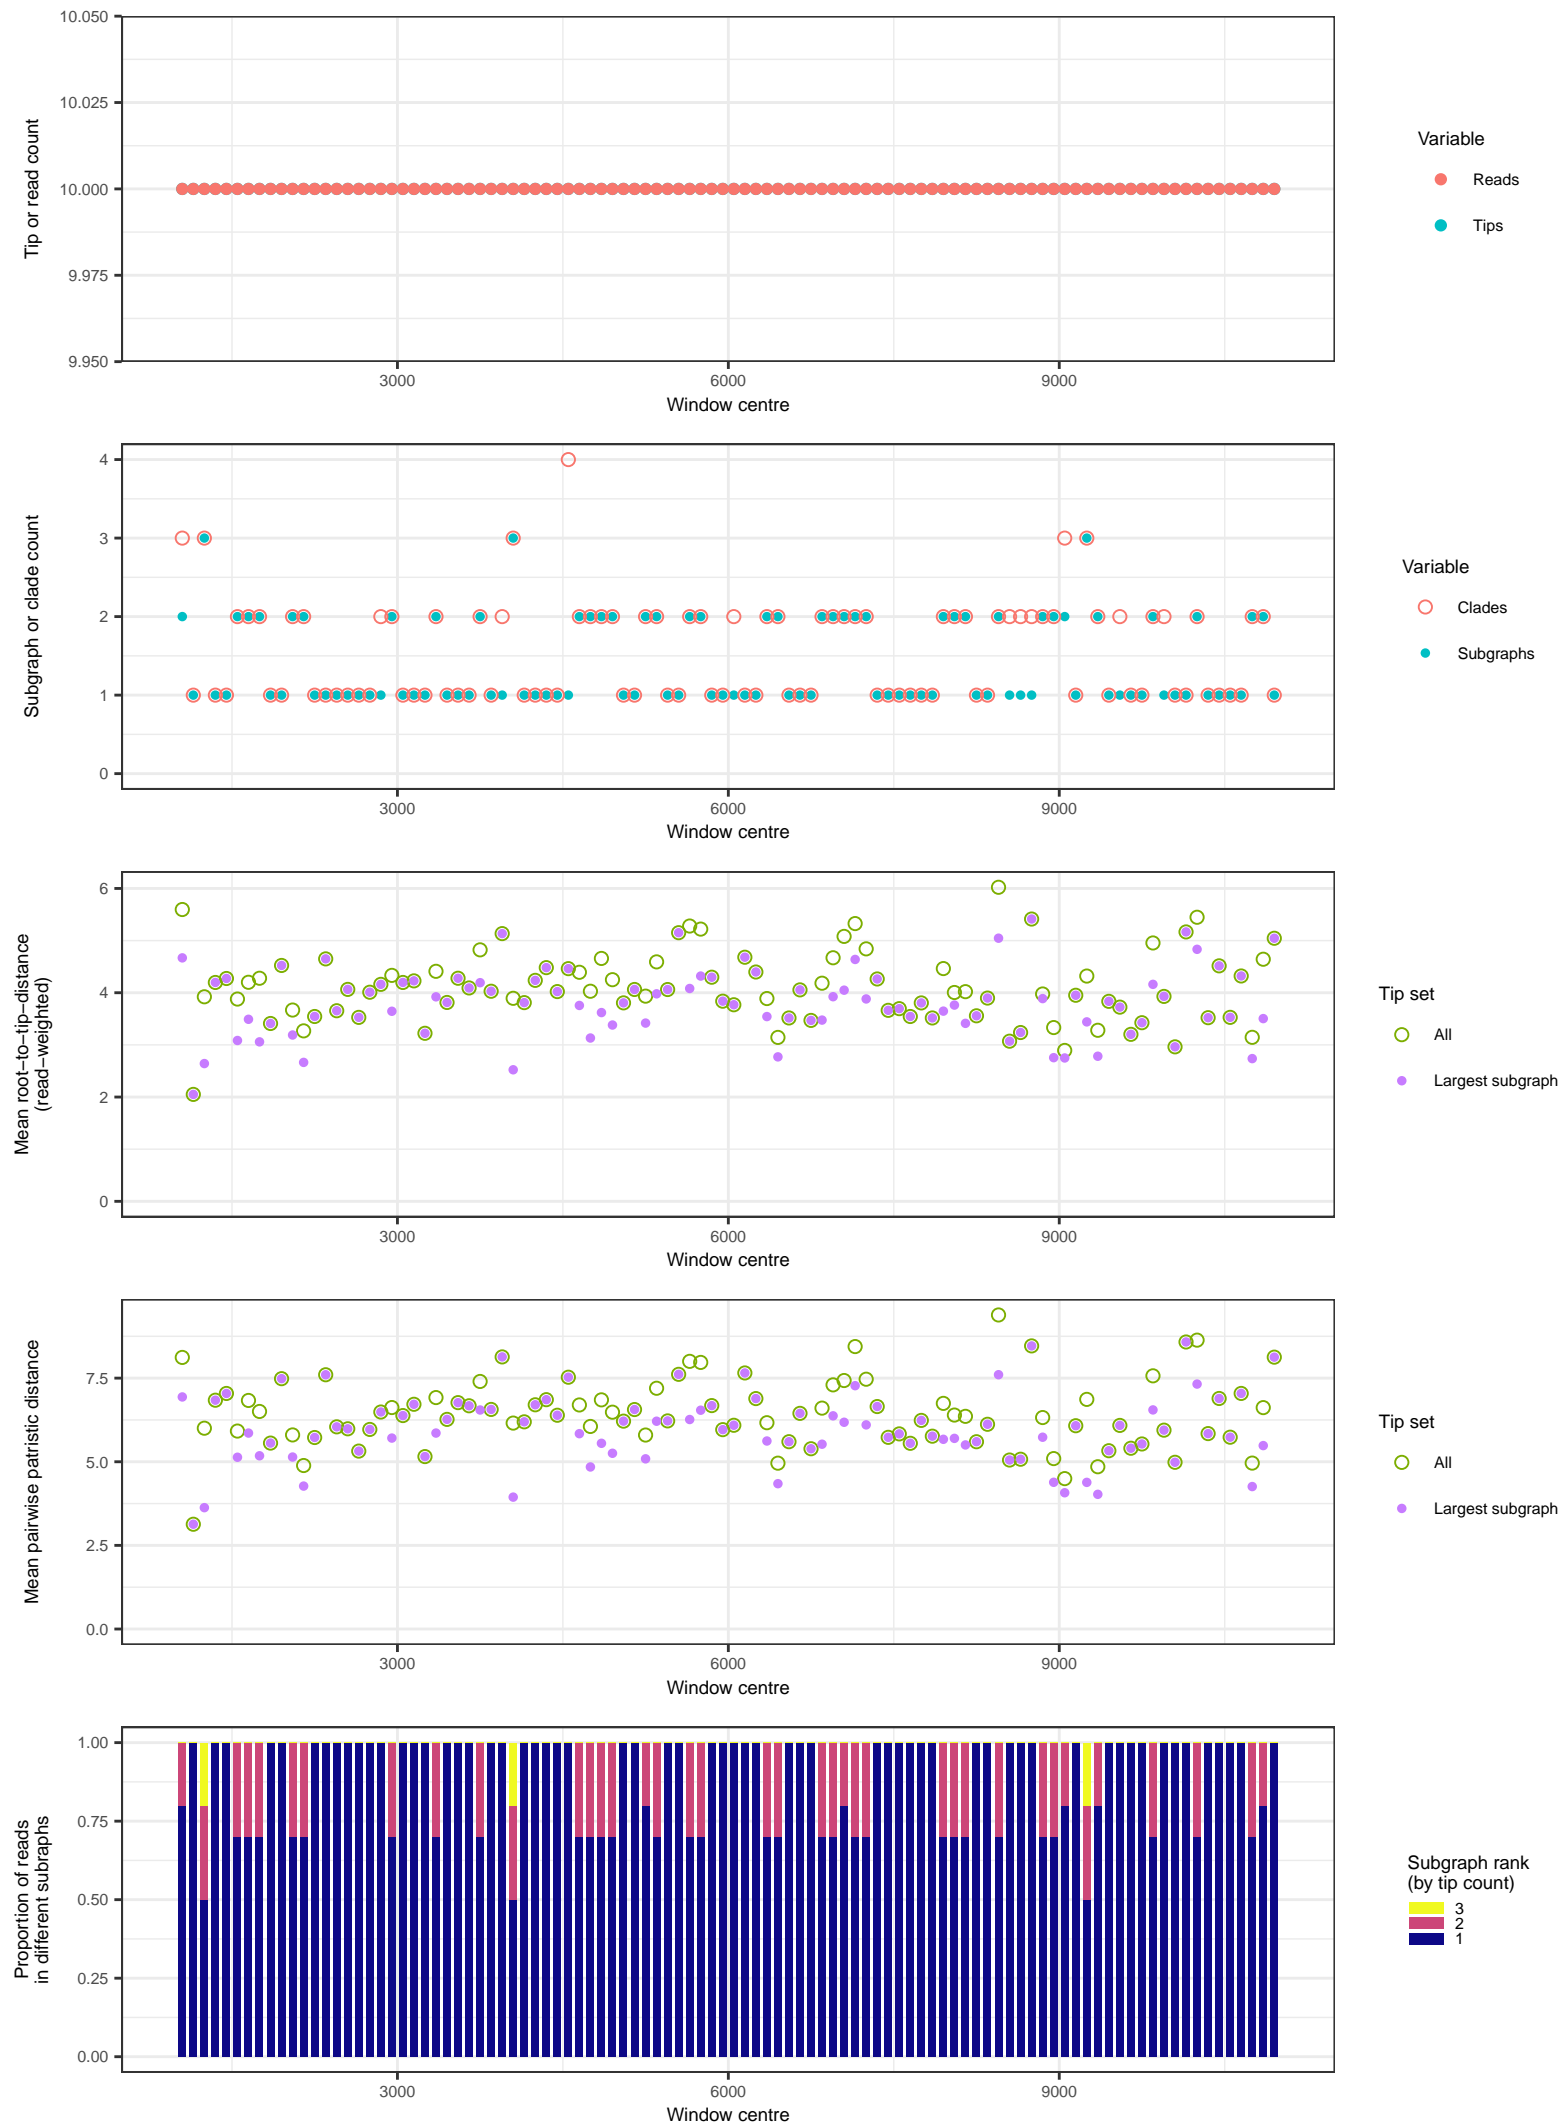 10.050
10.025
10.000
9.975
9.950
Tip or read count
3000 6000 9000
Window centre
Variable
Reads
Tips
4
3
2
1
0
Subgraph or clade count
3000 6000 9000
Window centre
Variable
Clades
Subgraphs
6
4
2
0
Mean root−to−tip−distance
(read−weighted)
3000 6000 9000
Window centre
Tip set
All
Largest subgraph
7.5
5.0
2.5
0.0
Mean pairwise patristic distance
3000 6000 9000
Window centre
Tip set
All
Largest subgraph
1.00
0.75
0.50
0.25
0.00
Proportion of reads
in different subraphs
3000 6000 9000
Window centre
Subgraph rank
(by tip count)
3
2
1